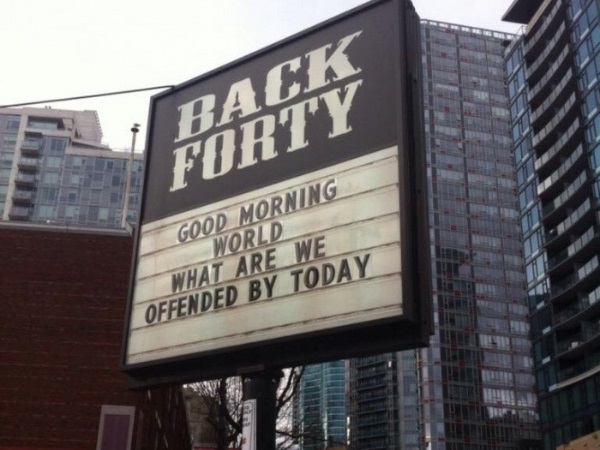 BACK
FORTY
GOOD MORNING
WORLD
WHAT ARE WE
OFFENDED BY TODAY